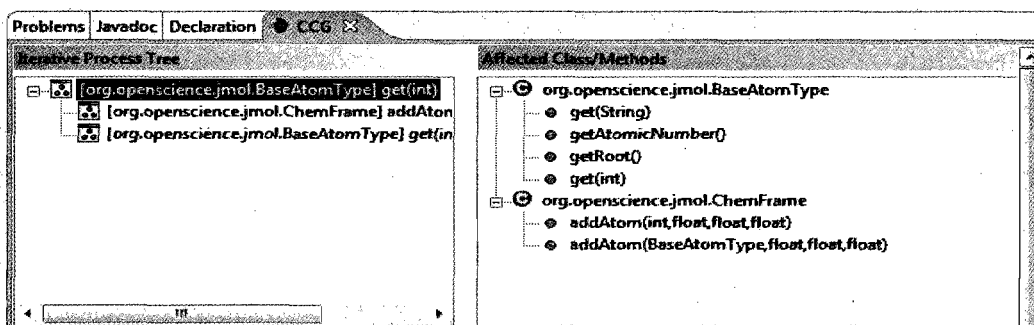 Problems Javadoc Declaration CCG
Iterative Process Tree
[org.openscience.jmol.BaseAtomType] get(int)
[org.openscience.jmol.ChemFrame] addAton
[org.openscience.jmol.BaseAtomType] get(in
Affected Class/Methods
org.openscience.jmol.BaseAtomType
get(String)
getAtomicNumber()
getRoot()
get(int)
org.openscience.jmol.ChemFrame
addAtom(int,float,float,float)
addAtom(BaseAtomType,float,float,float)